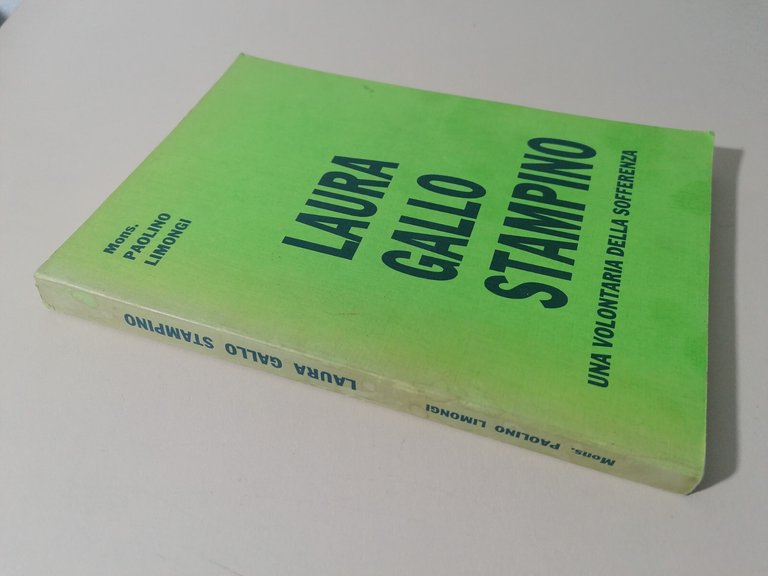 Mons.
PAOLINO
LIMONGI
LAURA
GALLO
STAMPINO
UNA VOLONTARIA DELLA SOFFERENZA
Mons. PAOLINO LIMONGI
LAURA GALLO STAMPINO